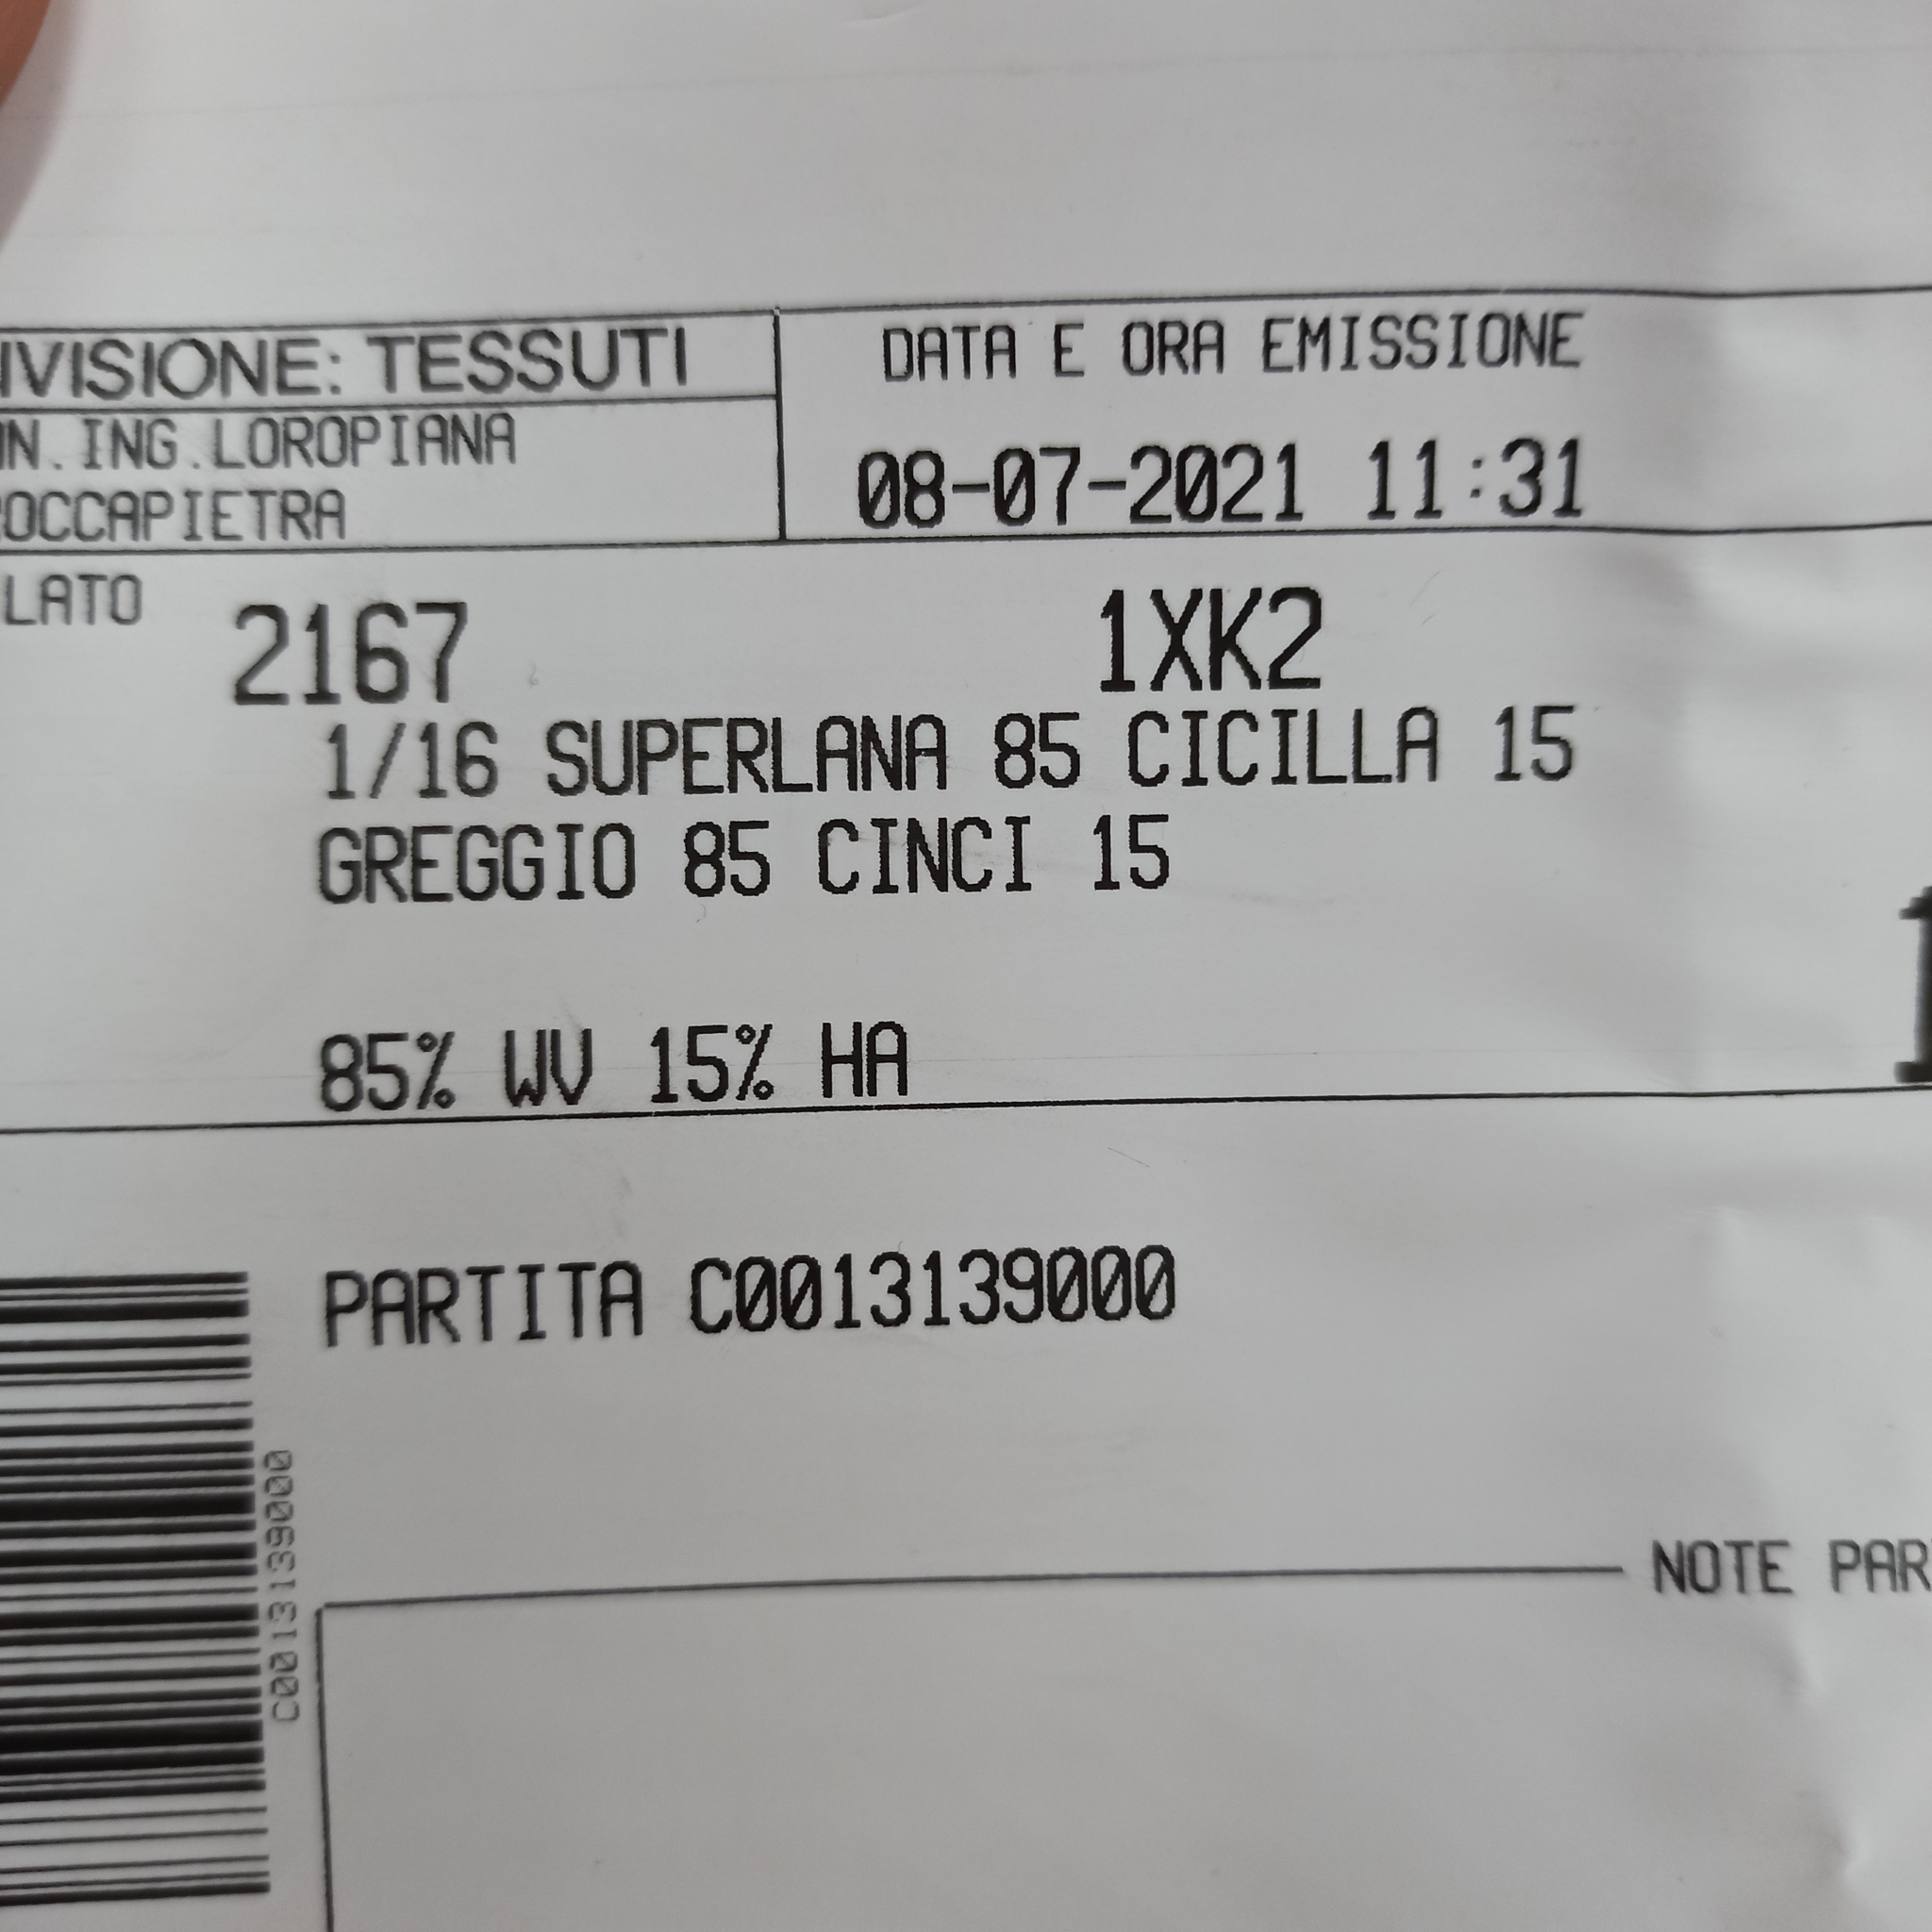 IVISIONE: TESSUTI
DATA E ORA EMISSIONE
N.ING.LOROPIANA
08-07-2021 11:31
OCCAPIETRA
LATO
2167 1XK2
1/16 SUPERLANA 85 CICILLA 15
GREGGIO 85 CINCI 15
85% WV 15% HA
PARTITA C0013139000
C0013139000
NOTE PAR